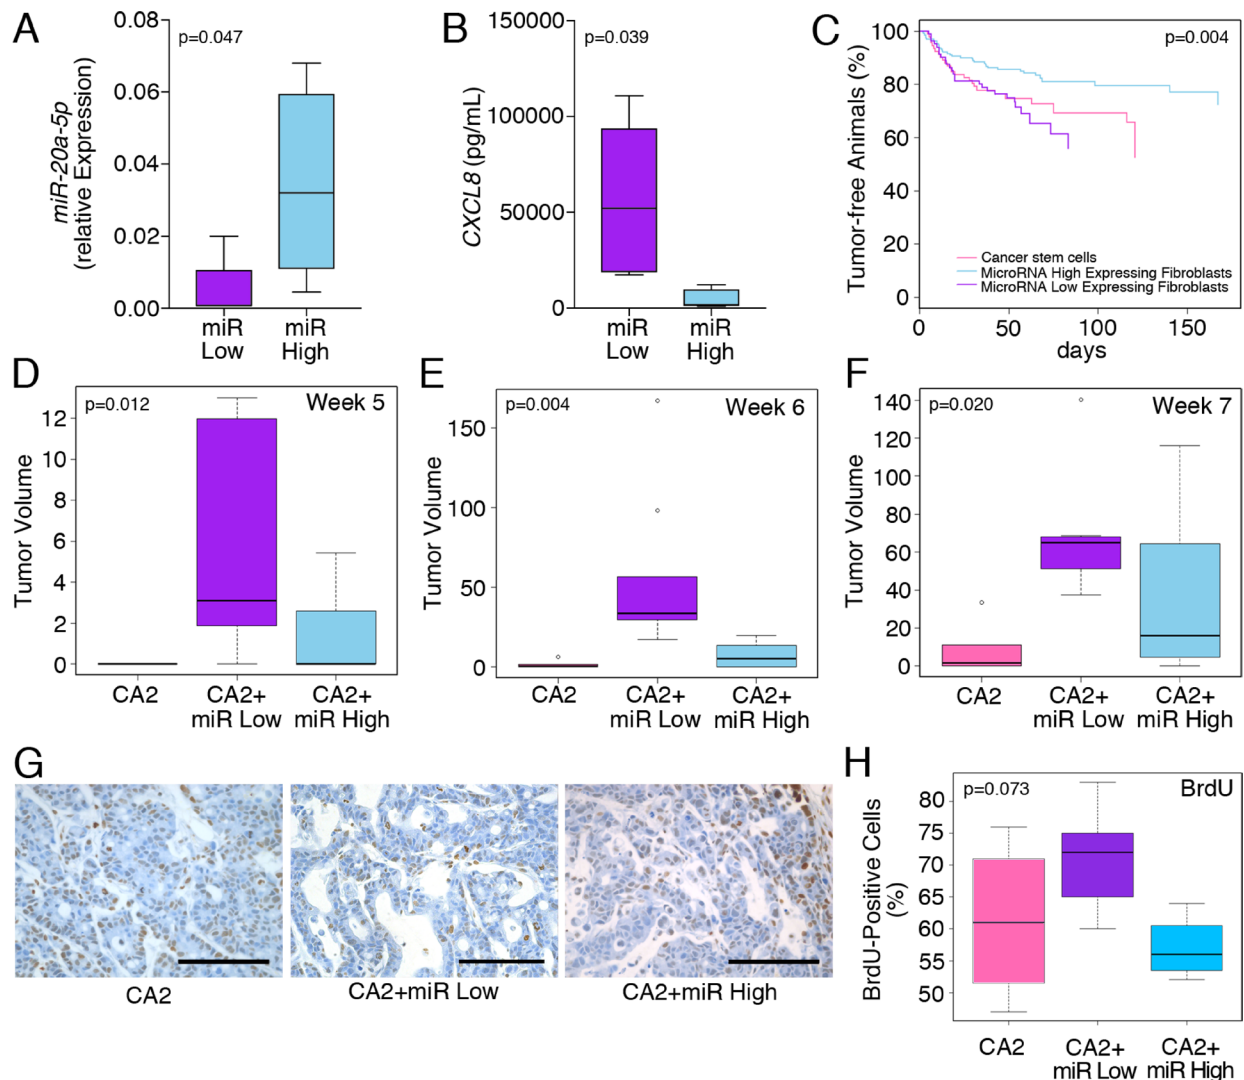 A
p=0.047
miR-20a-5p
(relative Expression)
0.08
0.06
0.04
0.02
0.00
miR
Low
miR
High
B
p=0.039
CXCL8 (pg/mL)
150000
100000
50000
0
miR
Low
miR
High
C
p=0.004
Tumor-free Animals (%)
100
80
60
40
20
0
Cancer stem cells
MicroRNA High Expressing Fibroblasts
MicroRNA Low Expressing Fibroblasts
0
50
100
150
days
D
p=0.012
Week 5
Tumor Volume
12
10
8
6
4
2
0
CA2
CA2+
miR Low
CA2+
miR High
E
p=0.004
Week 6
Tumor Volume
150
100
50
0
CA2
CA2+
miR Low
CA2+
miR High
F
p=0.020
Week 7
Tumor Volume
140
120
100
80
60
40
20
0
CA2
CA2+
miR Low
CA2+
miR High
G
CA2
CA2+miR Low
CA2+miR High
H
p=0.073
BrdU
BrdU-Positive Cells
(%)
80
75
70
65
60
55
50
CA2
CA2+
miR Low
CA2+
miR High